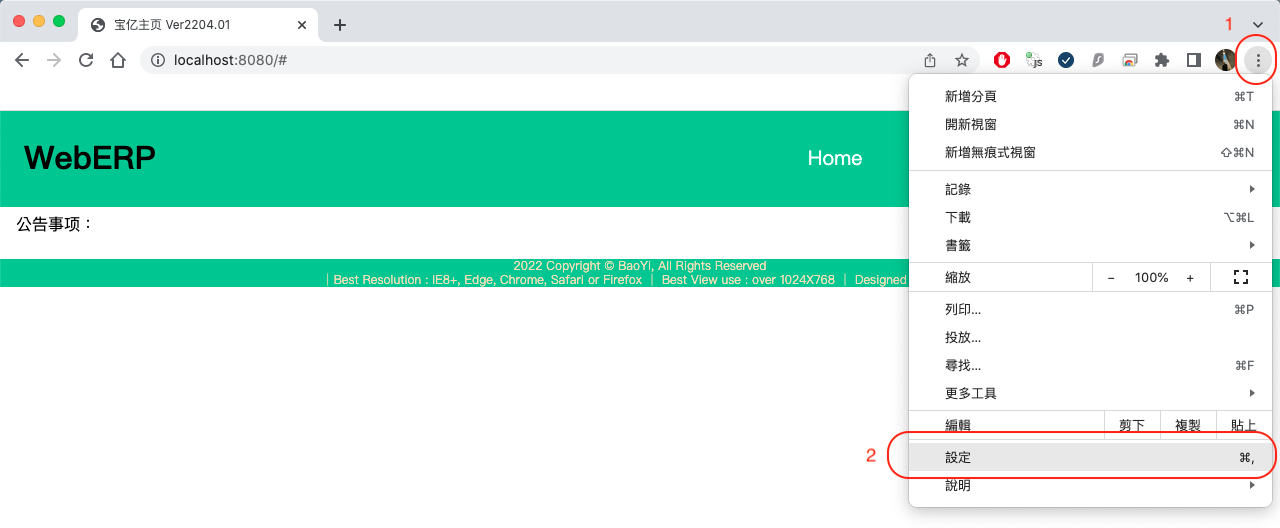 宝亿主页 Ver2204.01
1
localhost:8080/#
JS
新增分頁 ⌘T
開新視窗 ⌘N
新增無痕式視窗 ⇧⌘N
WebERP
Home
記錄
下載 ⌥⌘L
公告事项：
書籤
2022 Copyright © BaoYi, All Rights Reserved
| Best Resolution : IE8+, Edge, Chrome, Safari or Firefox | Best View use : over 1024X768 | Designed
縮放 - 100% +
列印... ⌘P
投放...
尋找... ⌘F
更多工具
編輯 剪下 複製 貼上
2
設定 ⌘,
說明